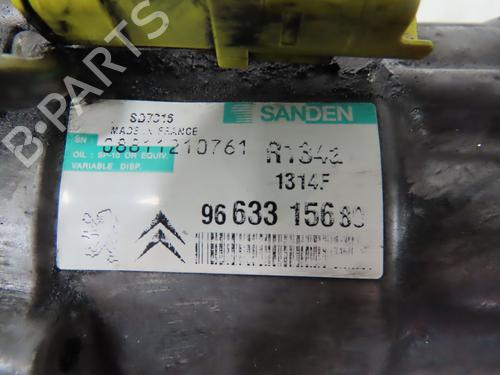 SD7C16
SANDEN
MADE IN FRANCE
SN : 08811210761 R134a
OIL : SP-10 OR EQUIV.
VARIABLE DISP.
1314F
96 633 156 80
B-Parts